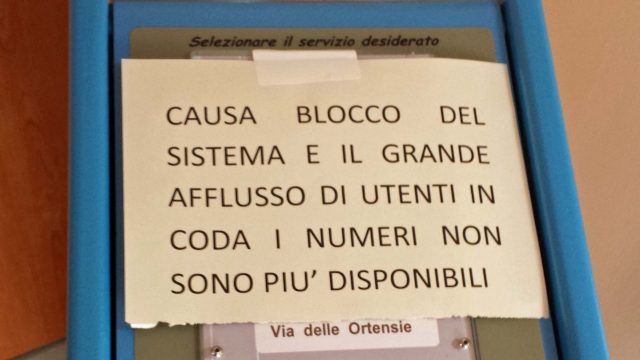 Selezionare il servizio desiderato
CAUSA BLOCCO DEL
SISTEMA E IL GRANDE
AFFLUSSO DI UTENTI IN
CODA I NUMERI NON
SONO PIU' DISPONIBILI
Via delle Ortensie